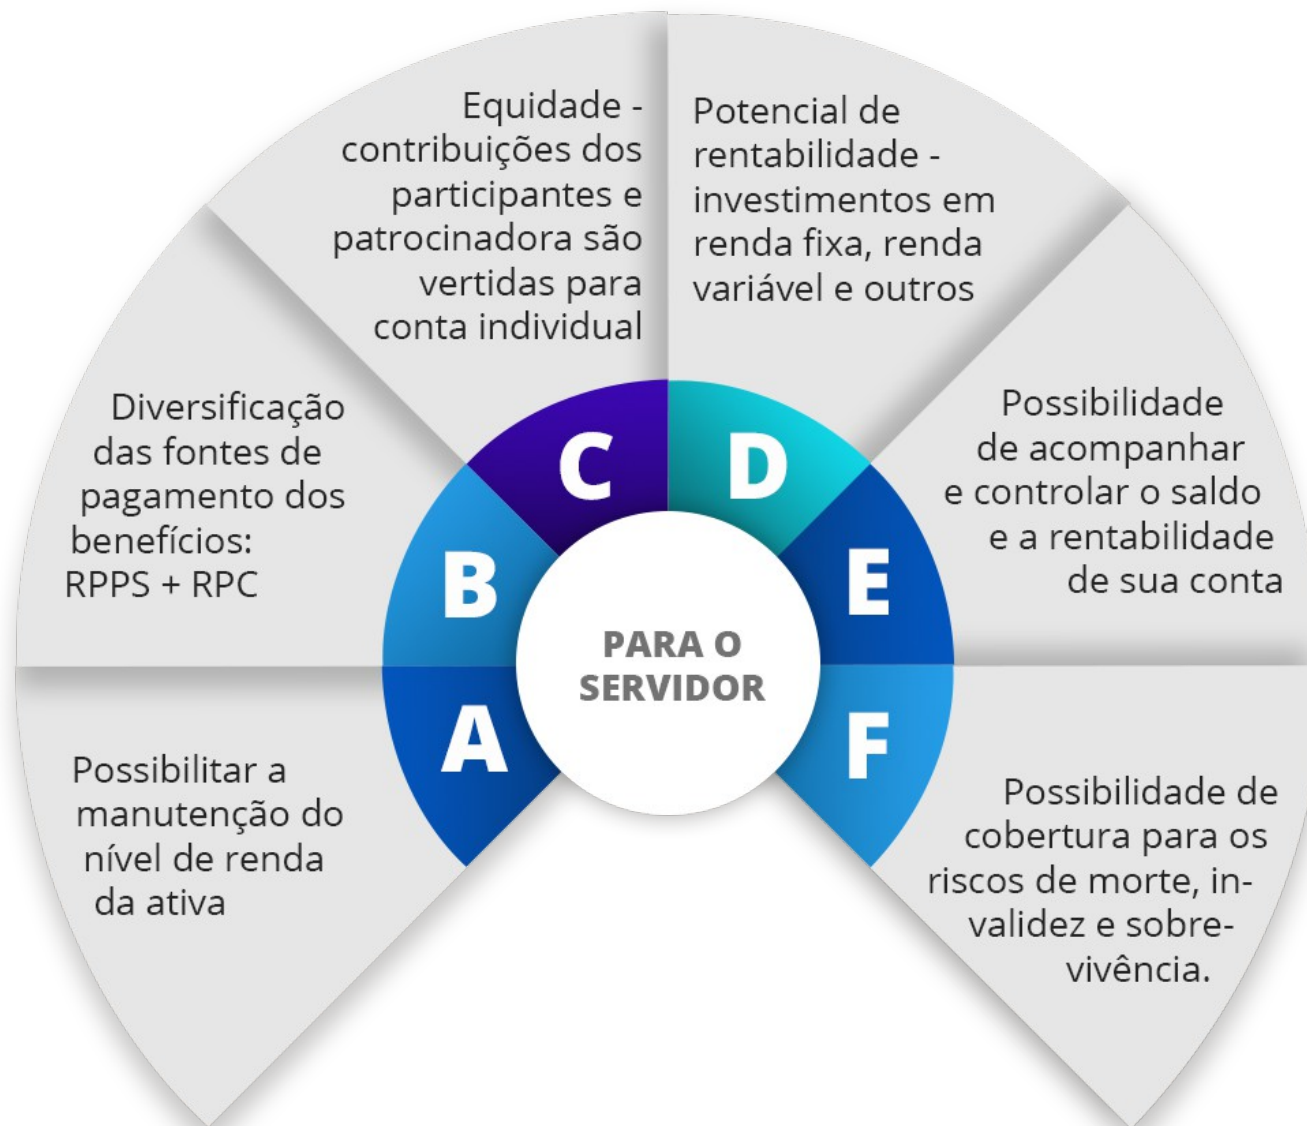 PARA O
SERVIDOR
A
Possibilitar a
manutenção do
nível de renda
da ativa
B
Diversificação
das fontes de
pagamento dos
benefícios:
RPPS + RPC
C
Equidade -
contribuições dos
participantes e
patrocinadora são
vertidas para
conta individual
D
Potencial de
rentabilidade -
investimentos em
renda fixa, renda
variável e outros
E
Possibilidade
de acompanhar
e controlar o saldo
e a rentabilidade
de sua conta
F
Possibilidade de
cobertura para os
riscos de morte, in-
validez e sobre-
vivência.